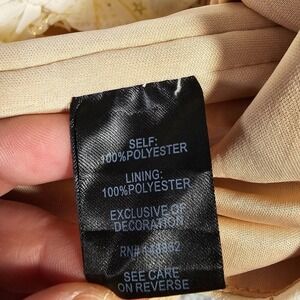 SELF:
100%POLYESTER
LINING:
100%POLYESTER
EXCLUSIVE OF
DECORATION
RN#
SEE CARE
ON REVERSE